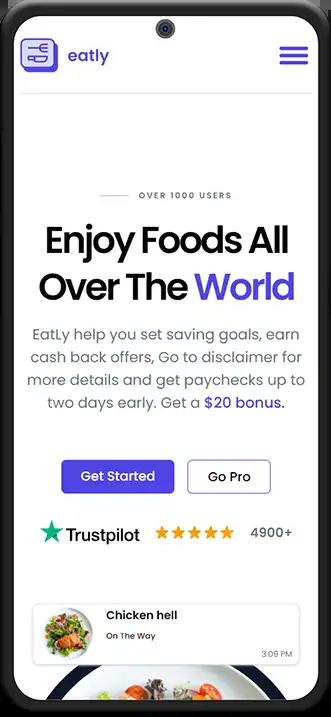 eatly
OVER 1000 USERS
Enjoy Foods All
Over The World
EatLy help you set saving goals, earn
cash back offers, Go to disclaimer for
more details and get paychecks up to
two days early. Get a $20 bonus.
Get Started
Go Pro
Trustpilot
4900+
Chicken hell
On The Way
3:09 PM